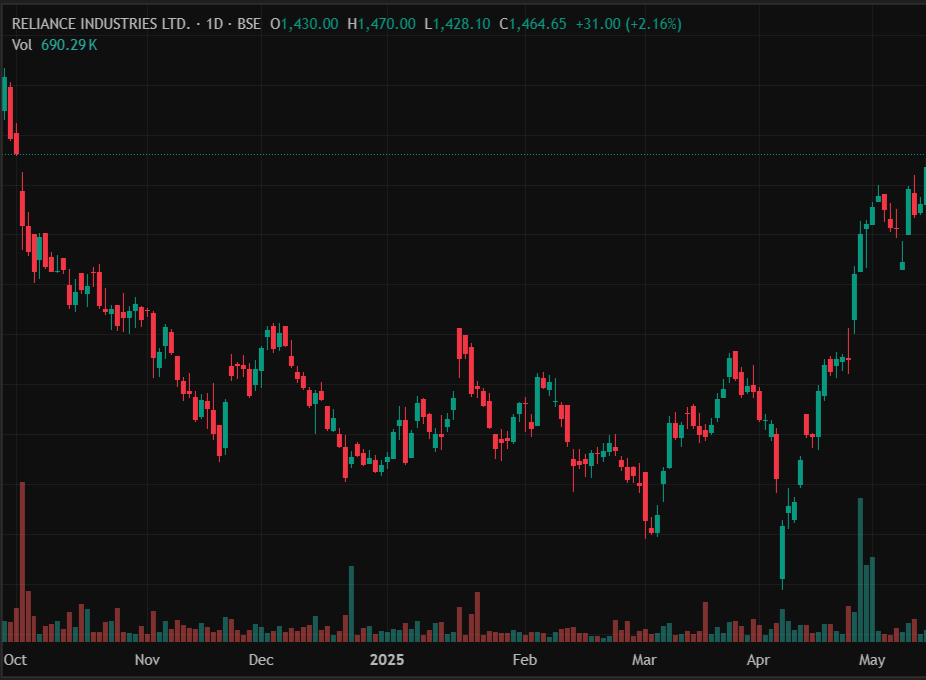 RELIANCE INDUSTRIES LTD. · 1D · BSE O1,430.00 H1,470.00 L1,428.10 C1,464.65 +31.00 (+2.16%)
Vol 690.29 K
Oct Nov Dec 2025 Feb Mar Apr May